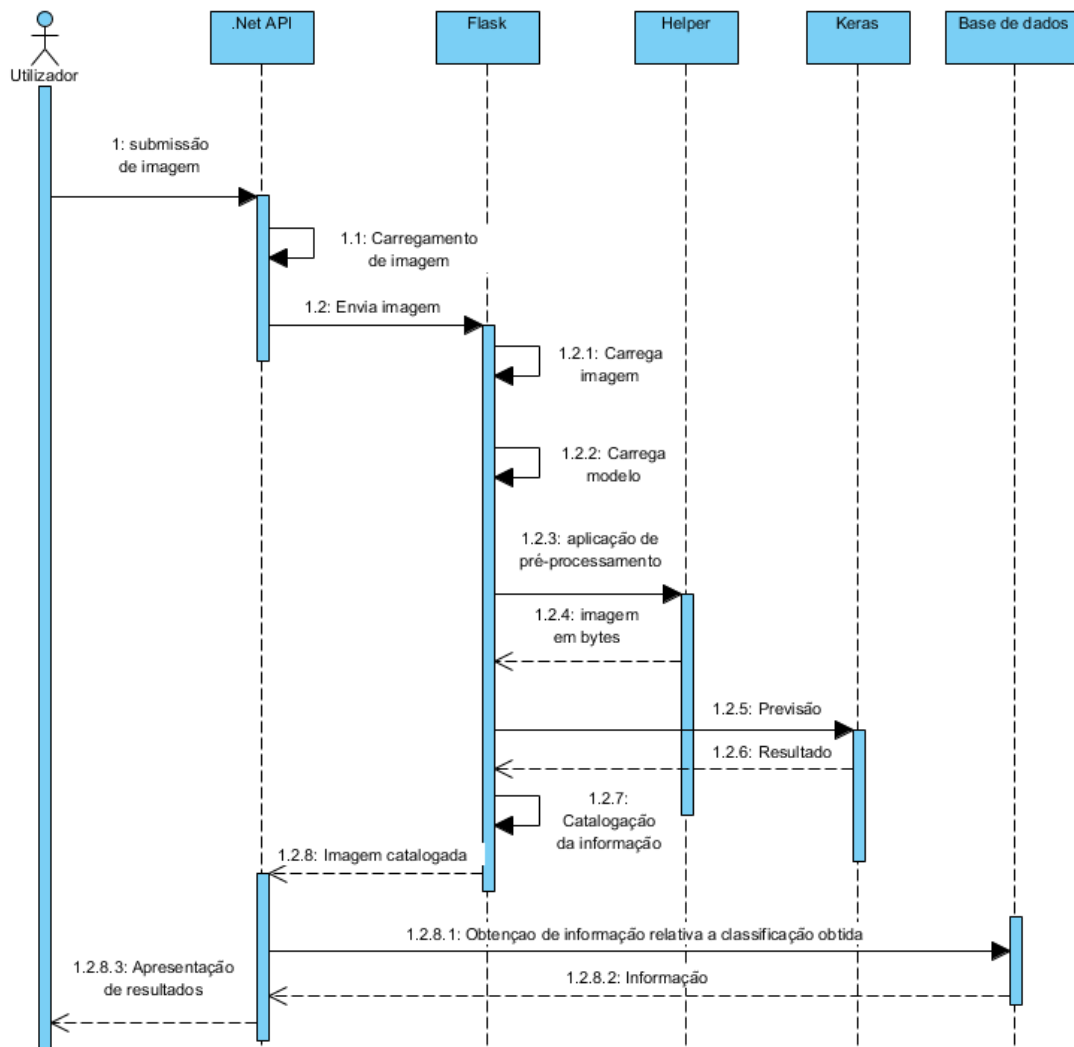 .Net API
Flask
Helper
Keras
Base de dados
Utilizador
1: submissão
de imagem
1.1: Carregamento
de imagem
1.2: Envia imagem
1.2.1: Carrega
imagem
1.2.2: Carrega
modelo
1.2.3: aplicação de
pré-processamento
1.2.4: imagem
em bytes
1.2.5: Previsão
1.2.6: Resultado
1.2.7:
Catalogação
da informação
1.2.8: Imagem catalogada
1.2.8.1: Obtençao de informação relativa a classificação obtida
1.2.8.2: Informação
1.2.8.3: Apresentação
de resultados